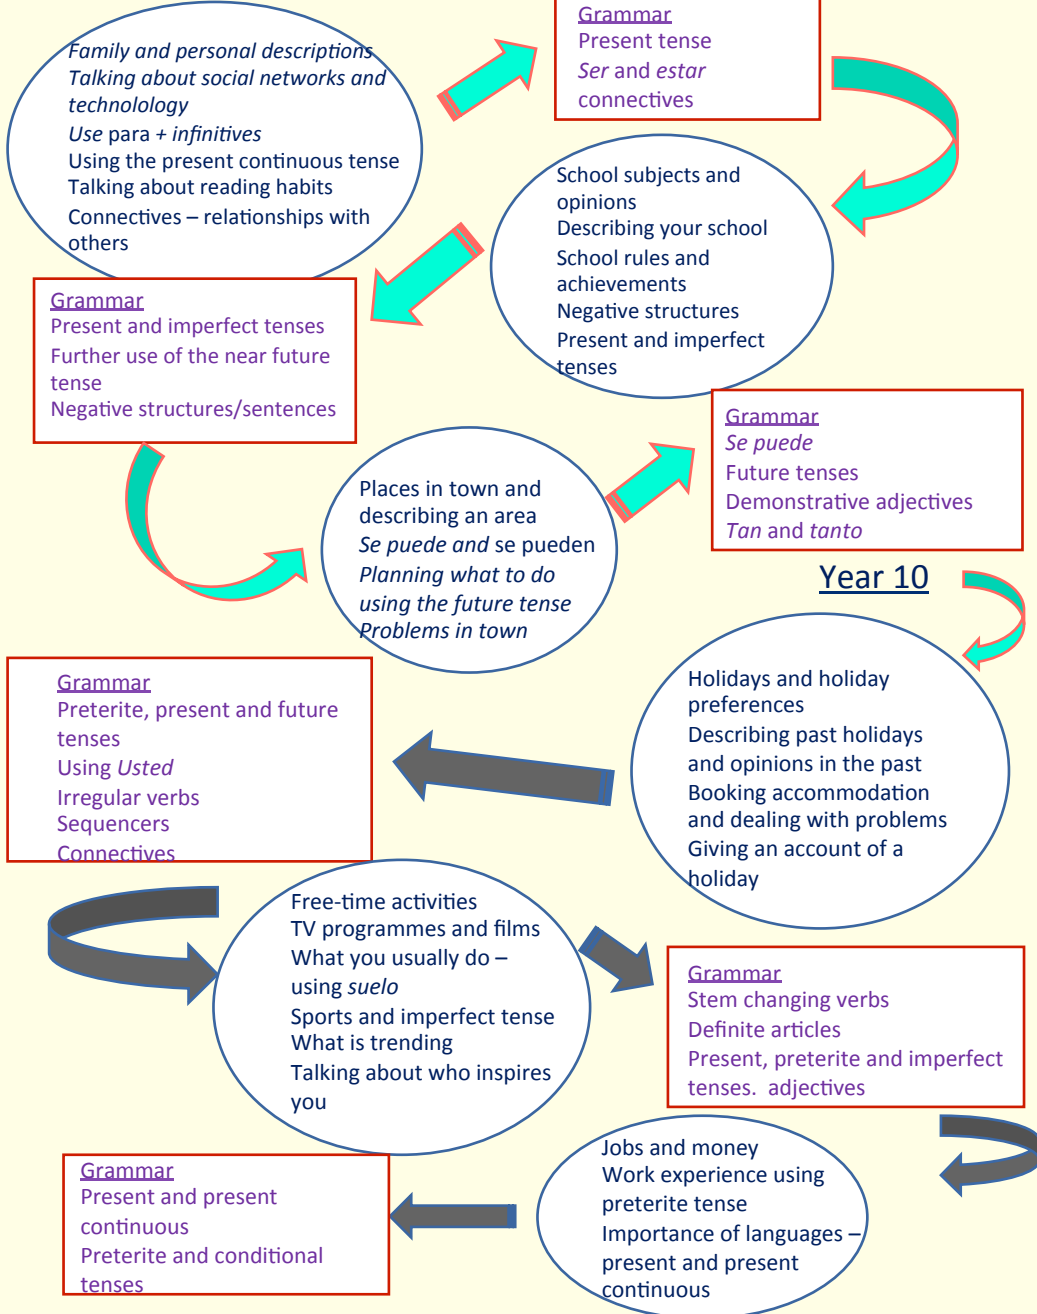 Family and personal descriptions
Talking about social networks and
technolology
Use para + infinitives
Using the present continuous tense
Talking about reading habits
Connectives – relationships with
others
Grammar
Present tense
Ser and estar
connectives
School subjects and
opinions
Describing your school
School rules and
achievements
Negative structures
Present and imperfect
tenses
Grammar
Present and imperfect tenses
Further use of the near future
tense
Negative structures/sentences
Places in town and
describing an area
Se puede and se pueden
Planning what to do
using the future tense
Problems in town
Grammar
Se puede
Future tenses
Demonstrative adjectives
Tan and tanto
Year 10
Holidays and holiday
preferences
Describing past holidays
and opinions in the past
Booking accommodation
and dealing with problems
Giving an account of a
holiday
Grammar
Preterite, present and future
tenses
Using Usted
Irregular verbs
Sequencers
Connectives
Free-time activities
TV programmes and films
What you usually do –
using suelo
Sports and imperfect tense
What is trending
Talking about who inspires
you
Grammar
Stem changing verbs
Definite articles
Present, preterite and imperfect
tenses.  adjectives
Jobs and money
Work experience using
preterite tense
Importance of languages –
present and present
continuous
Grammar
Present and present
continuous
Preterite and conditional
tenses